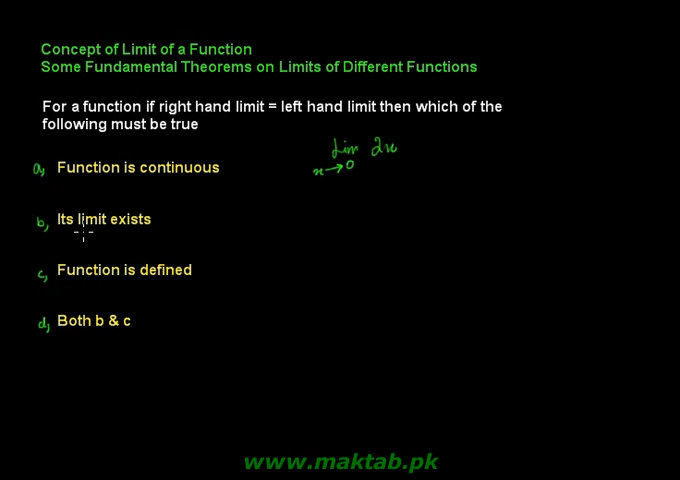 Concept of Limit of a Function
Some Fundamental Theorems on Limits of Different Functions
For a function if right hand limit = left hand limit then which of the
following must be true
Lim 2x
x→0
a, Function is continuous
b, Its limit exists
c, Function is defined
d, Both b & c
www.maktab.pk